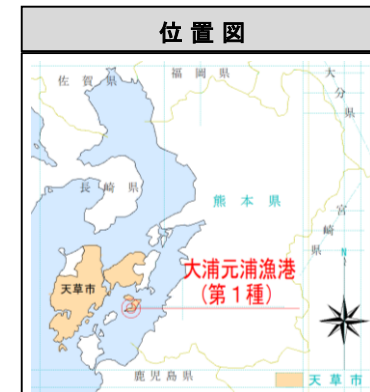 位置図
佐賀県
福岡県
大分県
長崎県
熊本県
宮崎県
大浦元浦漁港
(第1種)
天草市
N
鹿児島県
天草市